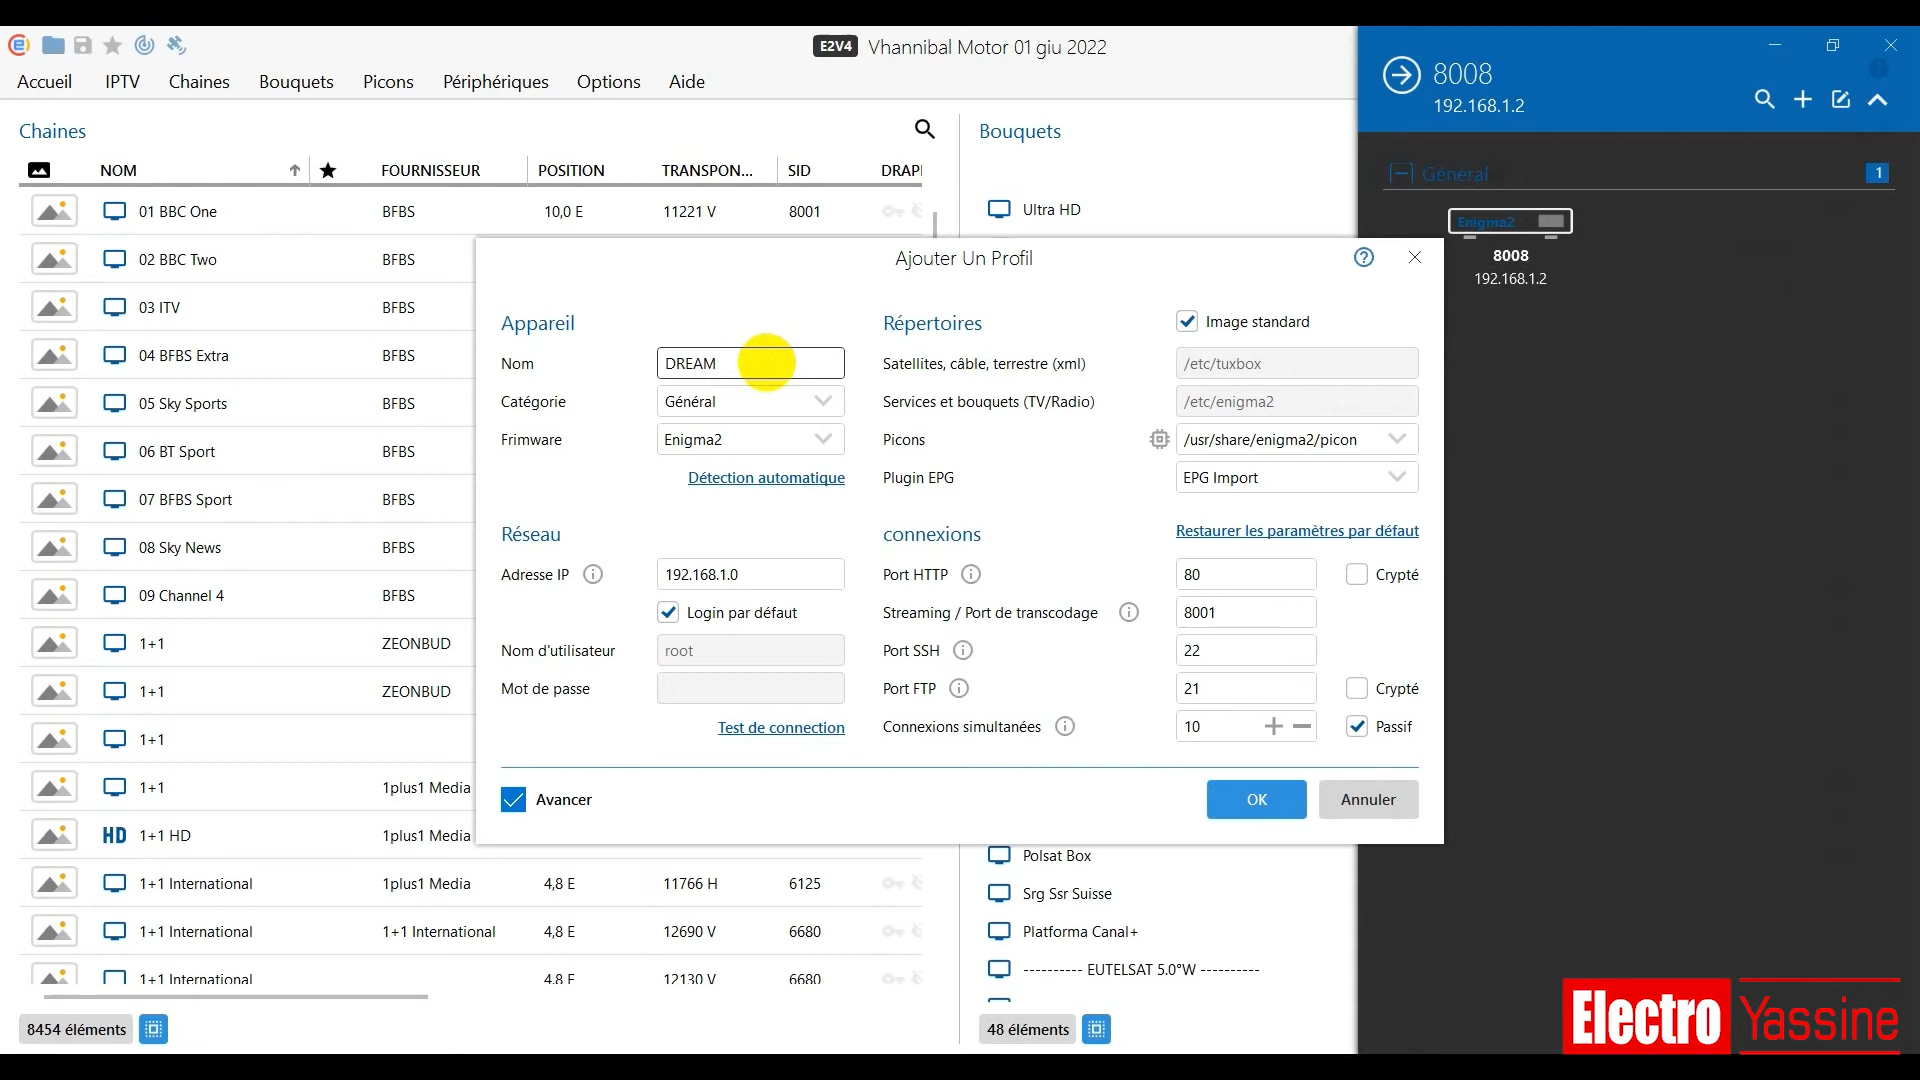 E2V4 Vhannibal Motor 01 giu 2022
Accueil IPTV Chaines Bouquets Picons Périphériques Options Aide
Chaines
NOM FOURNISSEUR POSITION TRANSPON... SID DRAPI
01 BBC One BFBS 10,0 E 11221 V 8001
02 BBC Two BFBS
03 ITV BFBS
04 BFBS Extra BFBS
05 Sky Sports BFBS
06 BT Sport BFBS
07 BFBS Sport BFBS
08 Sky News BFBS
09 Channel 4 BFBS
1+1 ZEONBUD
1+1 ZEONBUD
1+1
1+1 1plus1 Media
HD 1+1 HD 1plus1 Media
1+1 International 1plus1 Media 4,8 E 11766 H 6125
1+1 International 1+1 International 4,8 E 12690 V 6680
1+1 International 4,8 E 12130 V 6680
8454 éléments
Bouquets
Ultra HD
Polsat Box
Srg Ssr Suisse
Platforma Canal+
---------- EUTELSAT 5.0°W ----------
48 éléments
Ajouter Un Profil
Appareil
Nom DREAM
Catégorie Général
Frimware Enigma2
Détection automatique
Réseau
Adresse IP 192.168.1.0
Login par défaut
Nom d'utilisateur root
Mot de passe
Test de connection
Avancer
Répertoires Image standard
Satellites, câble, terrestre (xml) /etc/tuxbox
Services et bouquets (TV/Radio) /etc/enigma2
Picons /usr/share/enigma2/picon
Plugin EPG EPG Import
connexions Restaurer les paramètres par défaut
Port HTTP 80 Crypté
Streaming / Port de transcodage 8001
Port SSH 22
Port FTP 21 Crypté
Connexions simultanées 10 Passif
OK Annuler
8008
192.168.1.2
Géneral 1
Enigma2
8008
192.168.1.2
Electro Yassine